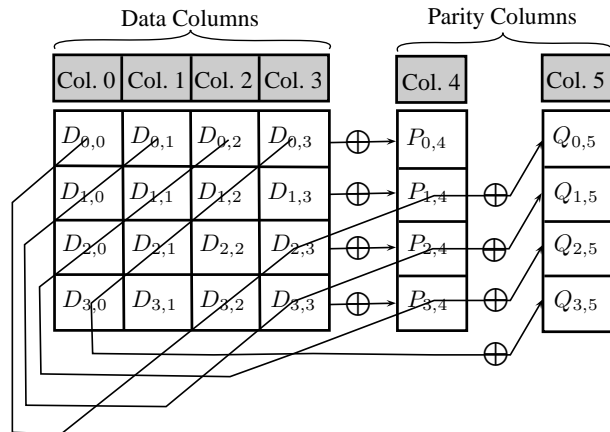 Data Columns Parity Columns
Col. 0 Col. 1 Col. 2 Col. 3 Col. 4 Col. 5
D0,0 D0,1 D0,2 D0,3 P0,4 Q0,5
D1,0 D1,1 D1,2 D1,3 P1,4 Q1,5
D2,0 D2,1 D2,2 D2,3 P2,4 Q2,5
D3,0 D3,1 D3,2 D3,3 P3,4 Q3,5